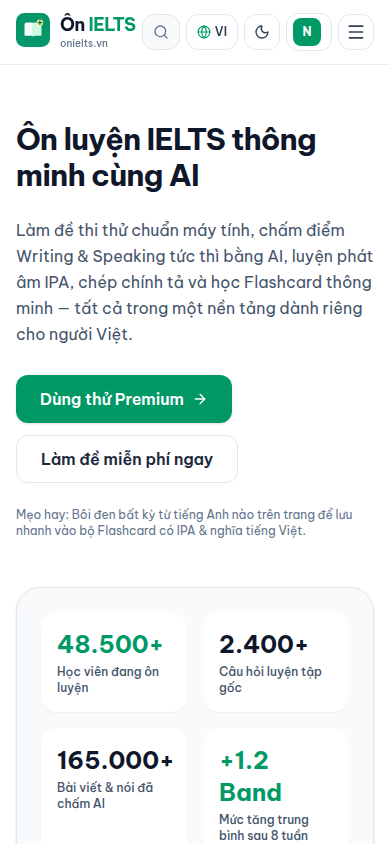 Ôn IELTS
onielts.vn
VI
N
Ôn luyện IELTS thông
minh cùng AI
Làm đề thi thử chuẩn máy tính, chấm điểm
Writing & Speaking tức thì bằng AI, luyện phát
âm IPA, chép chính tả và học Flashcard thông
minh — tất cả trong một nền tảng dành riêng
cho người Việt.
Dùng thử Premium
Làm đề miễn phí ngay
Mẹo hay: Bôi đen bất kỳ từ tiếng Anh nào trên trang để lưu
nhanh vào bộ Flashcard có IPA & nghĩa tiếng Việt.
48.500+
Học viên đang ôn
luyện
2.400+
Câu hỏi luyện tập
gốc
165.000+
Bài viết & nói đã
chấm AI
+1.2
Band
Mức tăng trung
bình sau 8 tuần